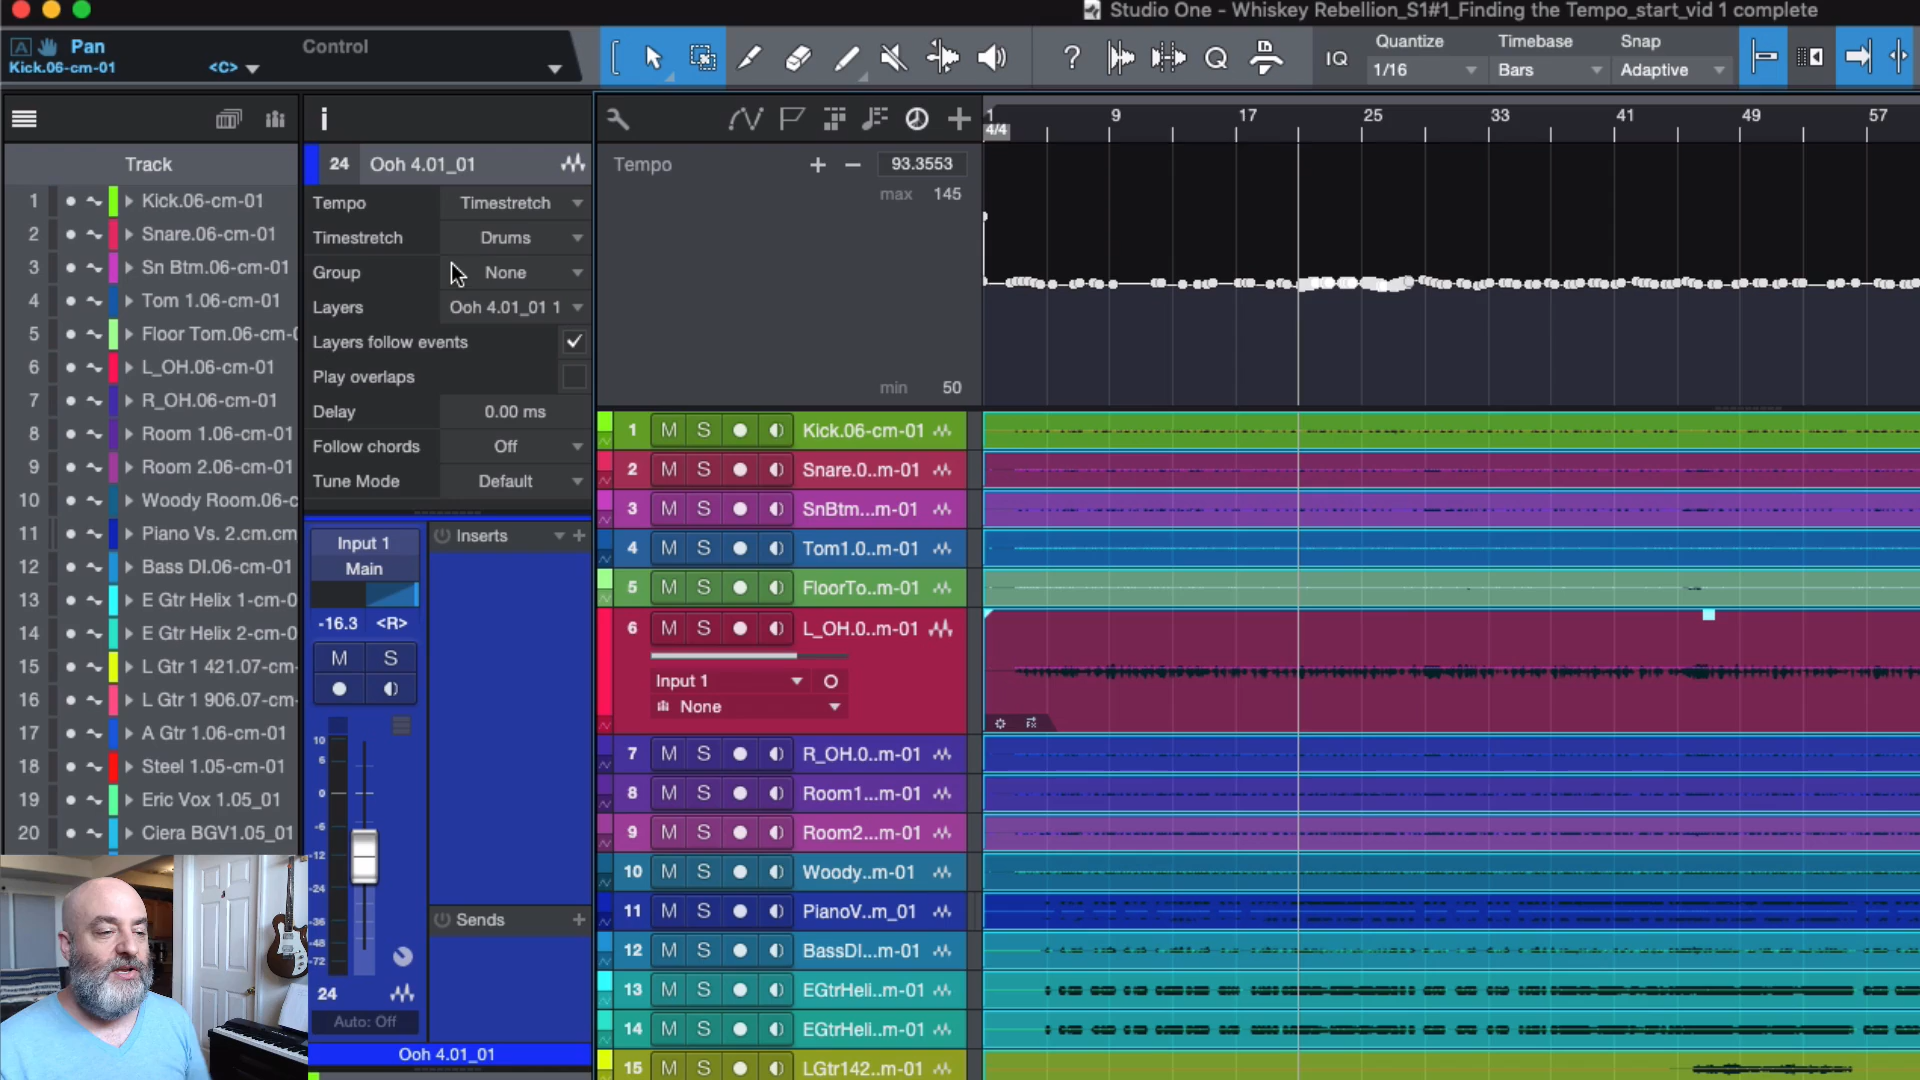 Studio One - Whiskey Rebellion_S1#1_Finding the Tempo_start_vid 1 complete
A Pan
Kick.06-cm-01
<C>
Control
? Q IQ
Quantize
1/16
Timebase
Bars
Snap
Adaptive
i
1 9 17 25 33 41 49 57
4/4
Track
24 Ooh 4.01_01
Tempo Timestretch
Timestretch Drums
Group None
Layers Ooh 4.01_01 1
Layers follow events
Play overlaps
Delay 0.00 ms
Follow chords Off
Tune Mode Default
Tempo + − 93.3553
max 145
min 50
1 Kick.06-cm-01
2 Snare.06-cm-01
3 Sn Btm.06-cm-01
4 Tom 1.06-cm-01
5 Floor Tom.06-cm-
6 L_OH.06-cm-01
7 R_OH.06-cm-01
8 Room 1.06-cm-01
9 Room 2.06-cm-01
10 Woody Room.06-c
11 Piano Vs. 2.cm.cm
12 Bass DI.06-cm-01
13 E Gtr Helix 1-cm-0
14 E Gtr Helix 2-cm-0
15 L Gtr 1 421.07-cm-
16 L Gtr 1 906.07-cm-
17 A Gtr 1.06-cm-01
18 Steel 1.05-cm-01
19 Eric Vox 1.05_01
20 Ciera BGV1.05_01
Input 1
Main
-16.3 <R>
M S
10
6
0
-6
-12
-24
-36
-48
-72
24
Auto: Off
Ooh 4.01_01
Inserts
Sends
1 M S Kick.06-cm-01
2 M S Snare.0..m-01
3 M S SnBtm...m-01
4 M S Tom1.0..m-01
5 M S FloorTo..m-01
6 M S L_OH.0..m-01
Input 1
None
7 M S R_OH.0..m-01
8 M S Room1...m-01
9 M S Room2...m-01
10 M S Woody..m-01
11 M S PianoV..m_01
12 M S BassDI...m-01
13 M S EGtrHeli..m-01
14 M S EGtrHeli..m-01
15 M S LGtr142..m-01